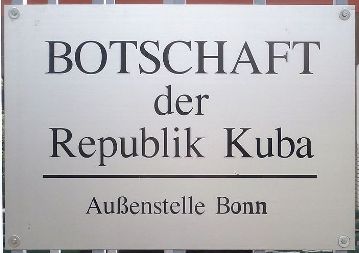 BOTSCHAFT
der
Republik Kuba
Außenstelle Bonn